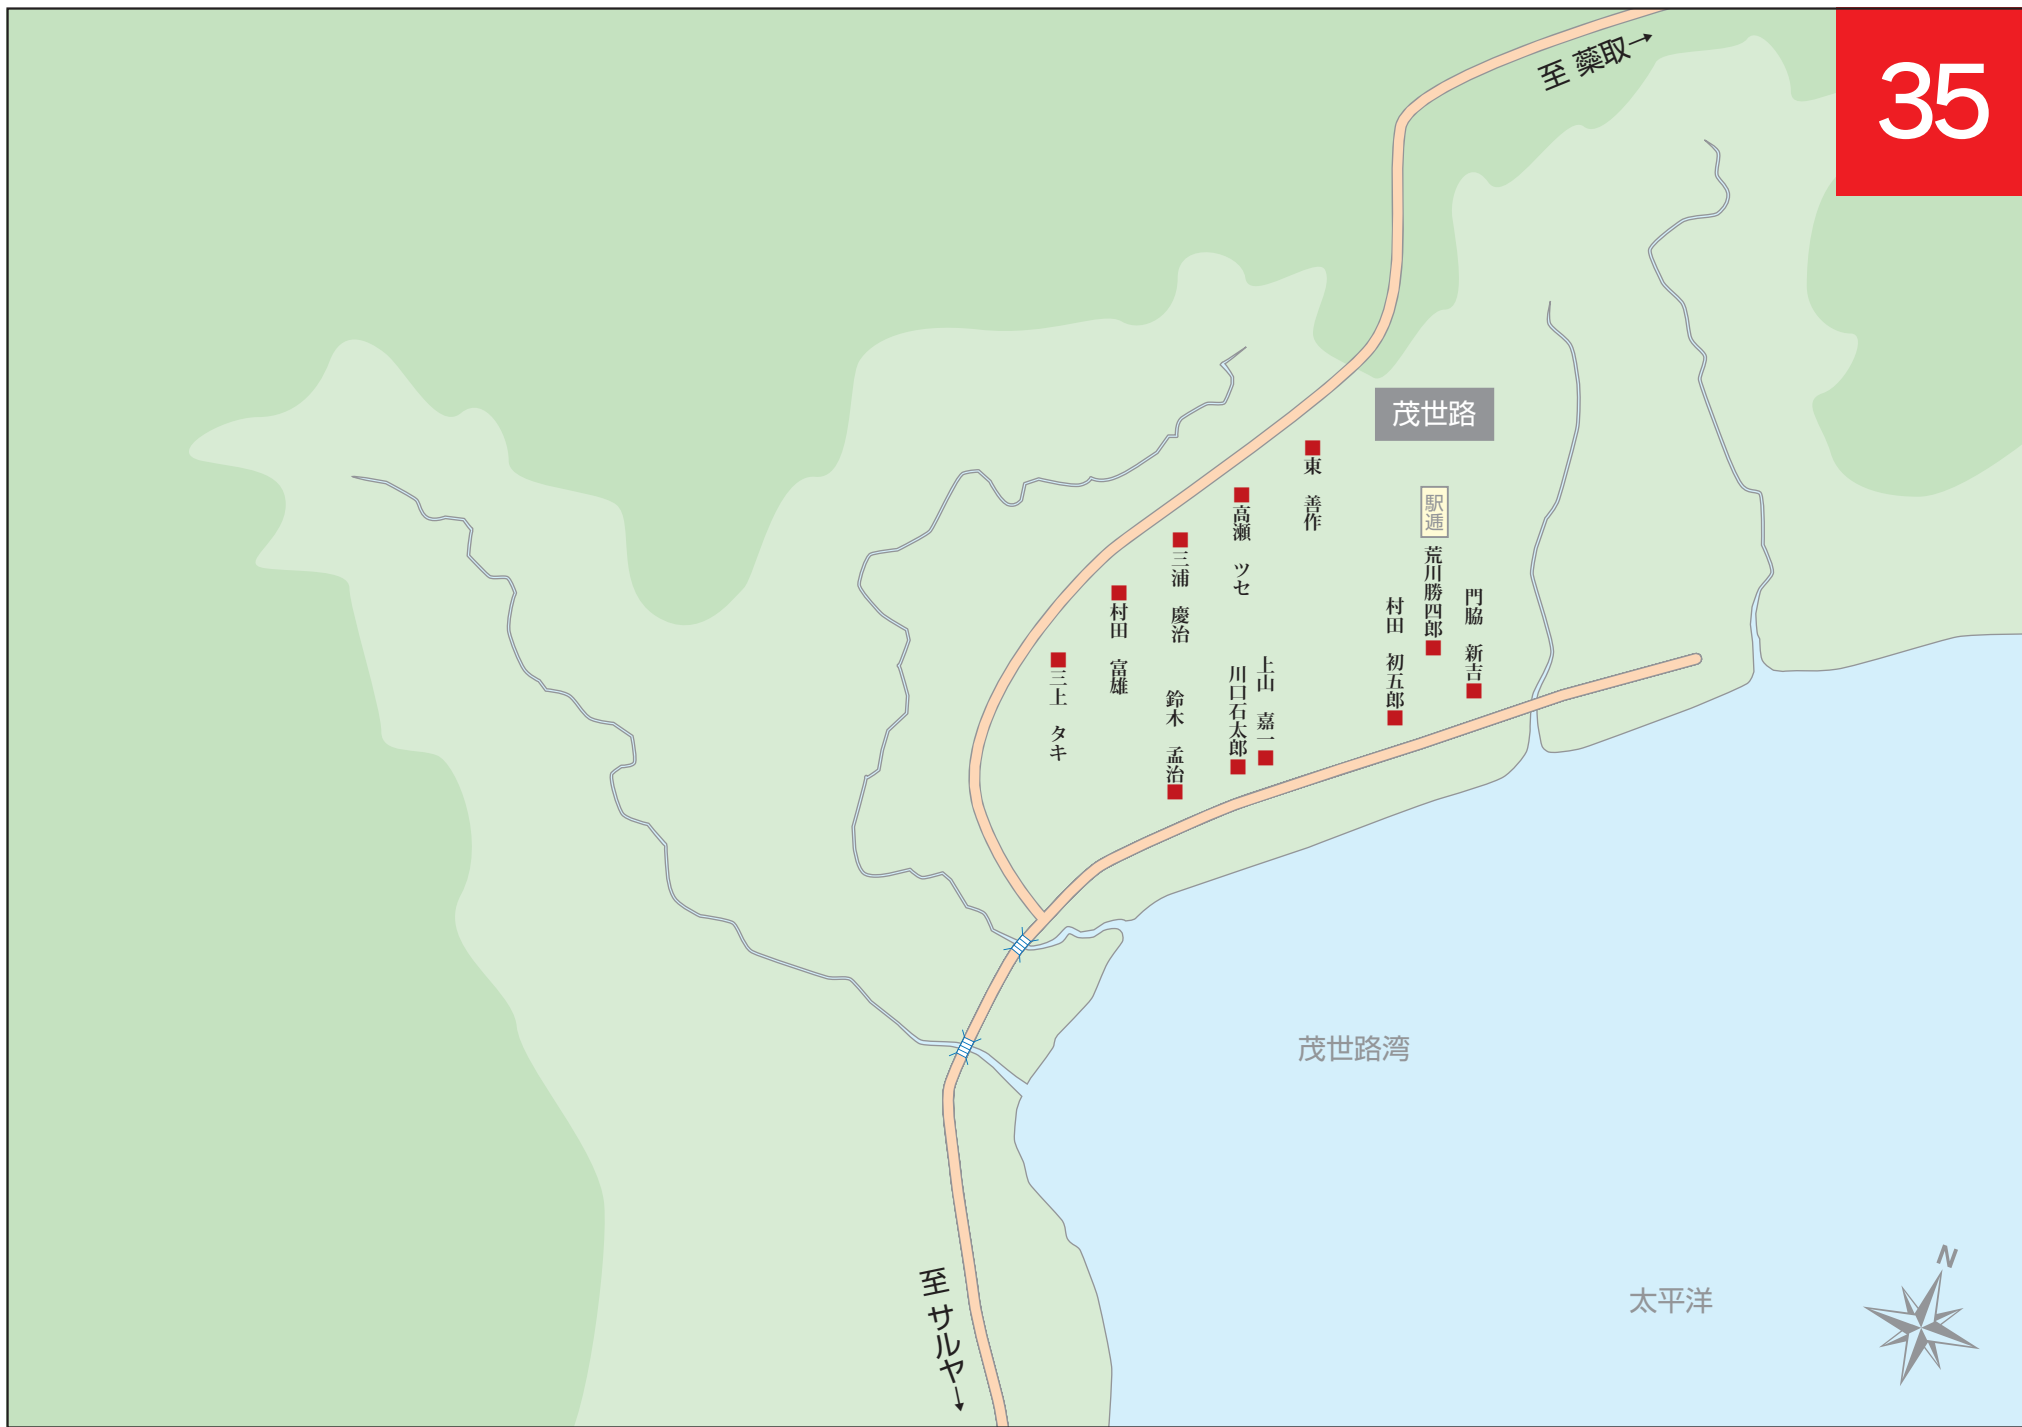 35
至 蘂取→
茂世路
東 善作
高瀬 ツセ
三浦 慶治
村田 富雄
三上 タキ
駅逓
荒川勝四郎
門脇 新吉
村田 初五郎
上山 嘉一
川口石太郎
鈴木 孟治
茂世路湾
太平洋
至 サルヤ→
N